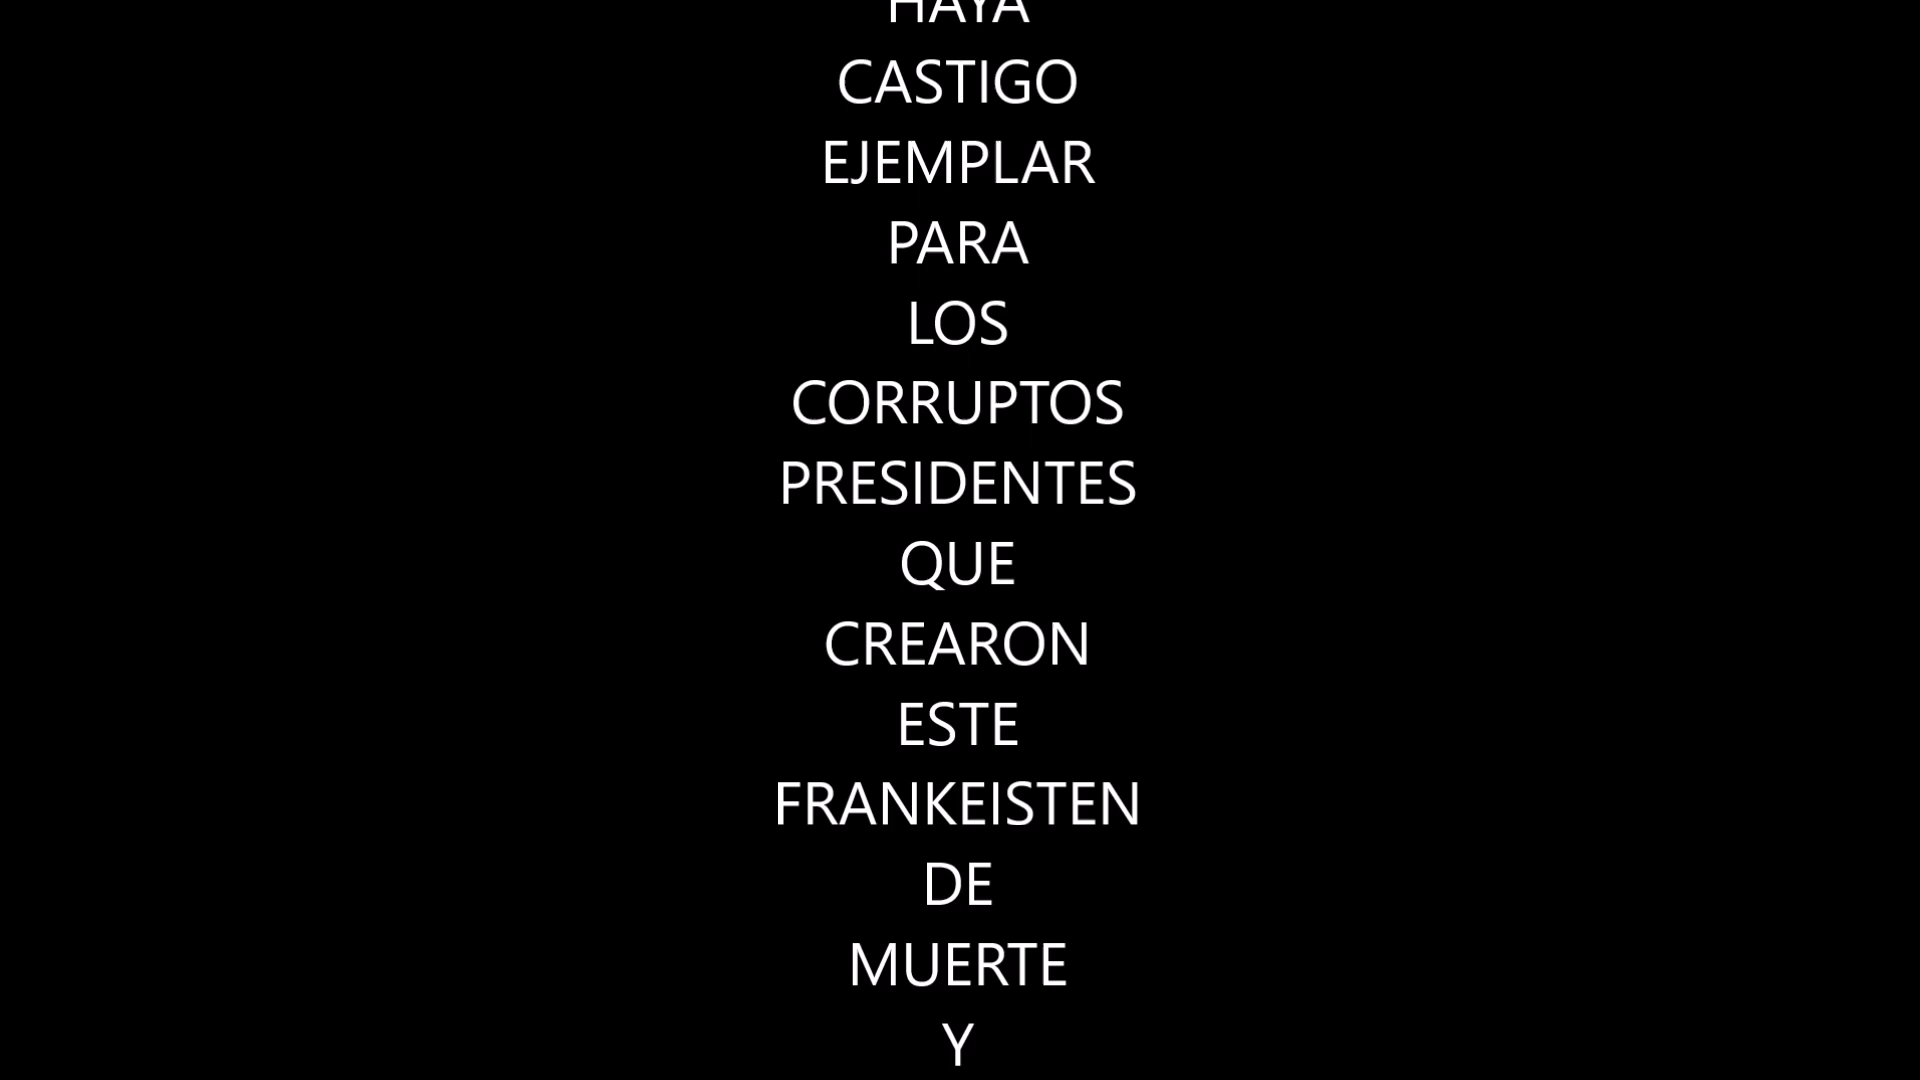 HAYA
CASTIGO
EJEMPLAR
PARA
LOS
CORRUPTOS
PRESIDENTES
QUE
CREARON
ESTE
FRANKEISTEN
DE
MUERTE
Y